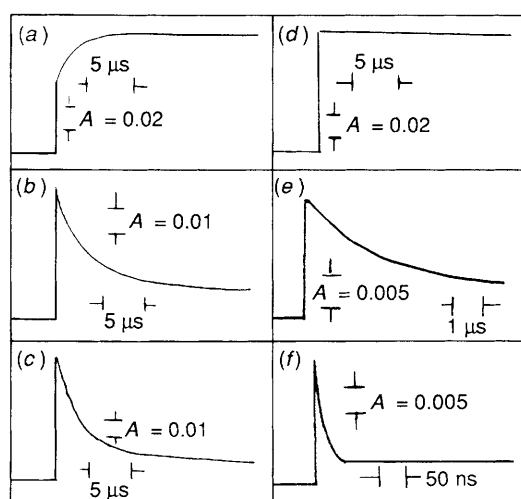 (a)
5 μs
A = 0.02
(b)
A = 0.01
5 μs
(c)
A = 0.01
5 μs
(d)
5 μs
A = 0.02
(e)
A = 0.005
1 μs
(f)
A = 0.005
50 ns